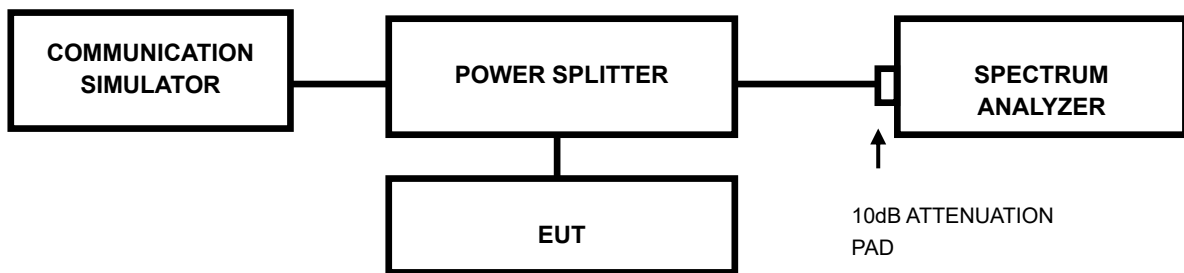 COMMUNICATION
SIMULATOR
POWER SPLITTER
SPECTRUM
ANALYZER
EUT
10dB ATTENUATION
PAD